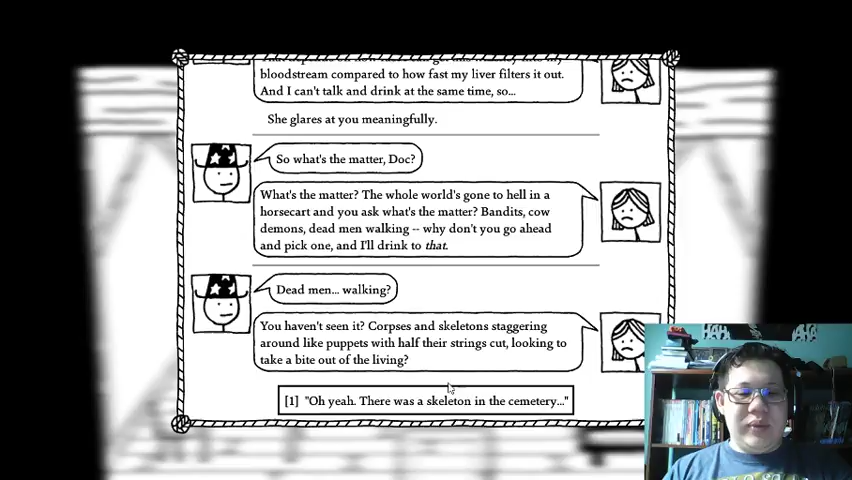 bloodstream compared to how fast my liver filters it out.
And I can't talk and drink at the same time, so...
She glares at you meaningfully.
So what's the matter, Doc?
What's the matter? The whole world's gone to hell in a
horsecart and you ask what's the matter? Bandits, cow
demons, dead men walking -- why don't you go ahead
and pick one, and I'll drink to that.
Dead men... walking?
You haven't seen it? Corpses and skeletons staggering
around like puppets with half their strings cut, looking to
take a bite out of the living?
[1] "Oh yeah. There was a skeleton in the cemetery..."